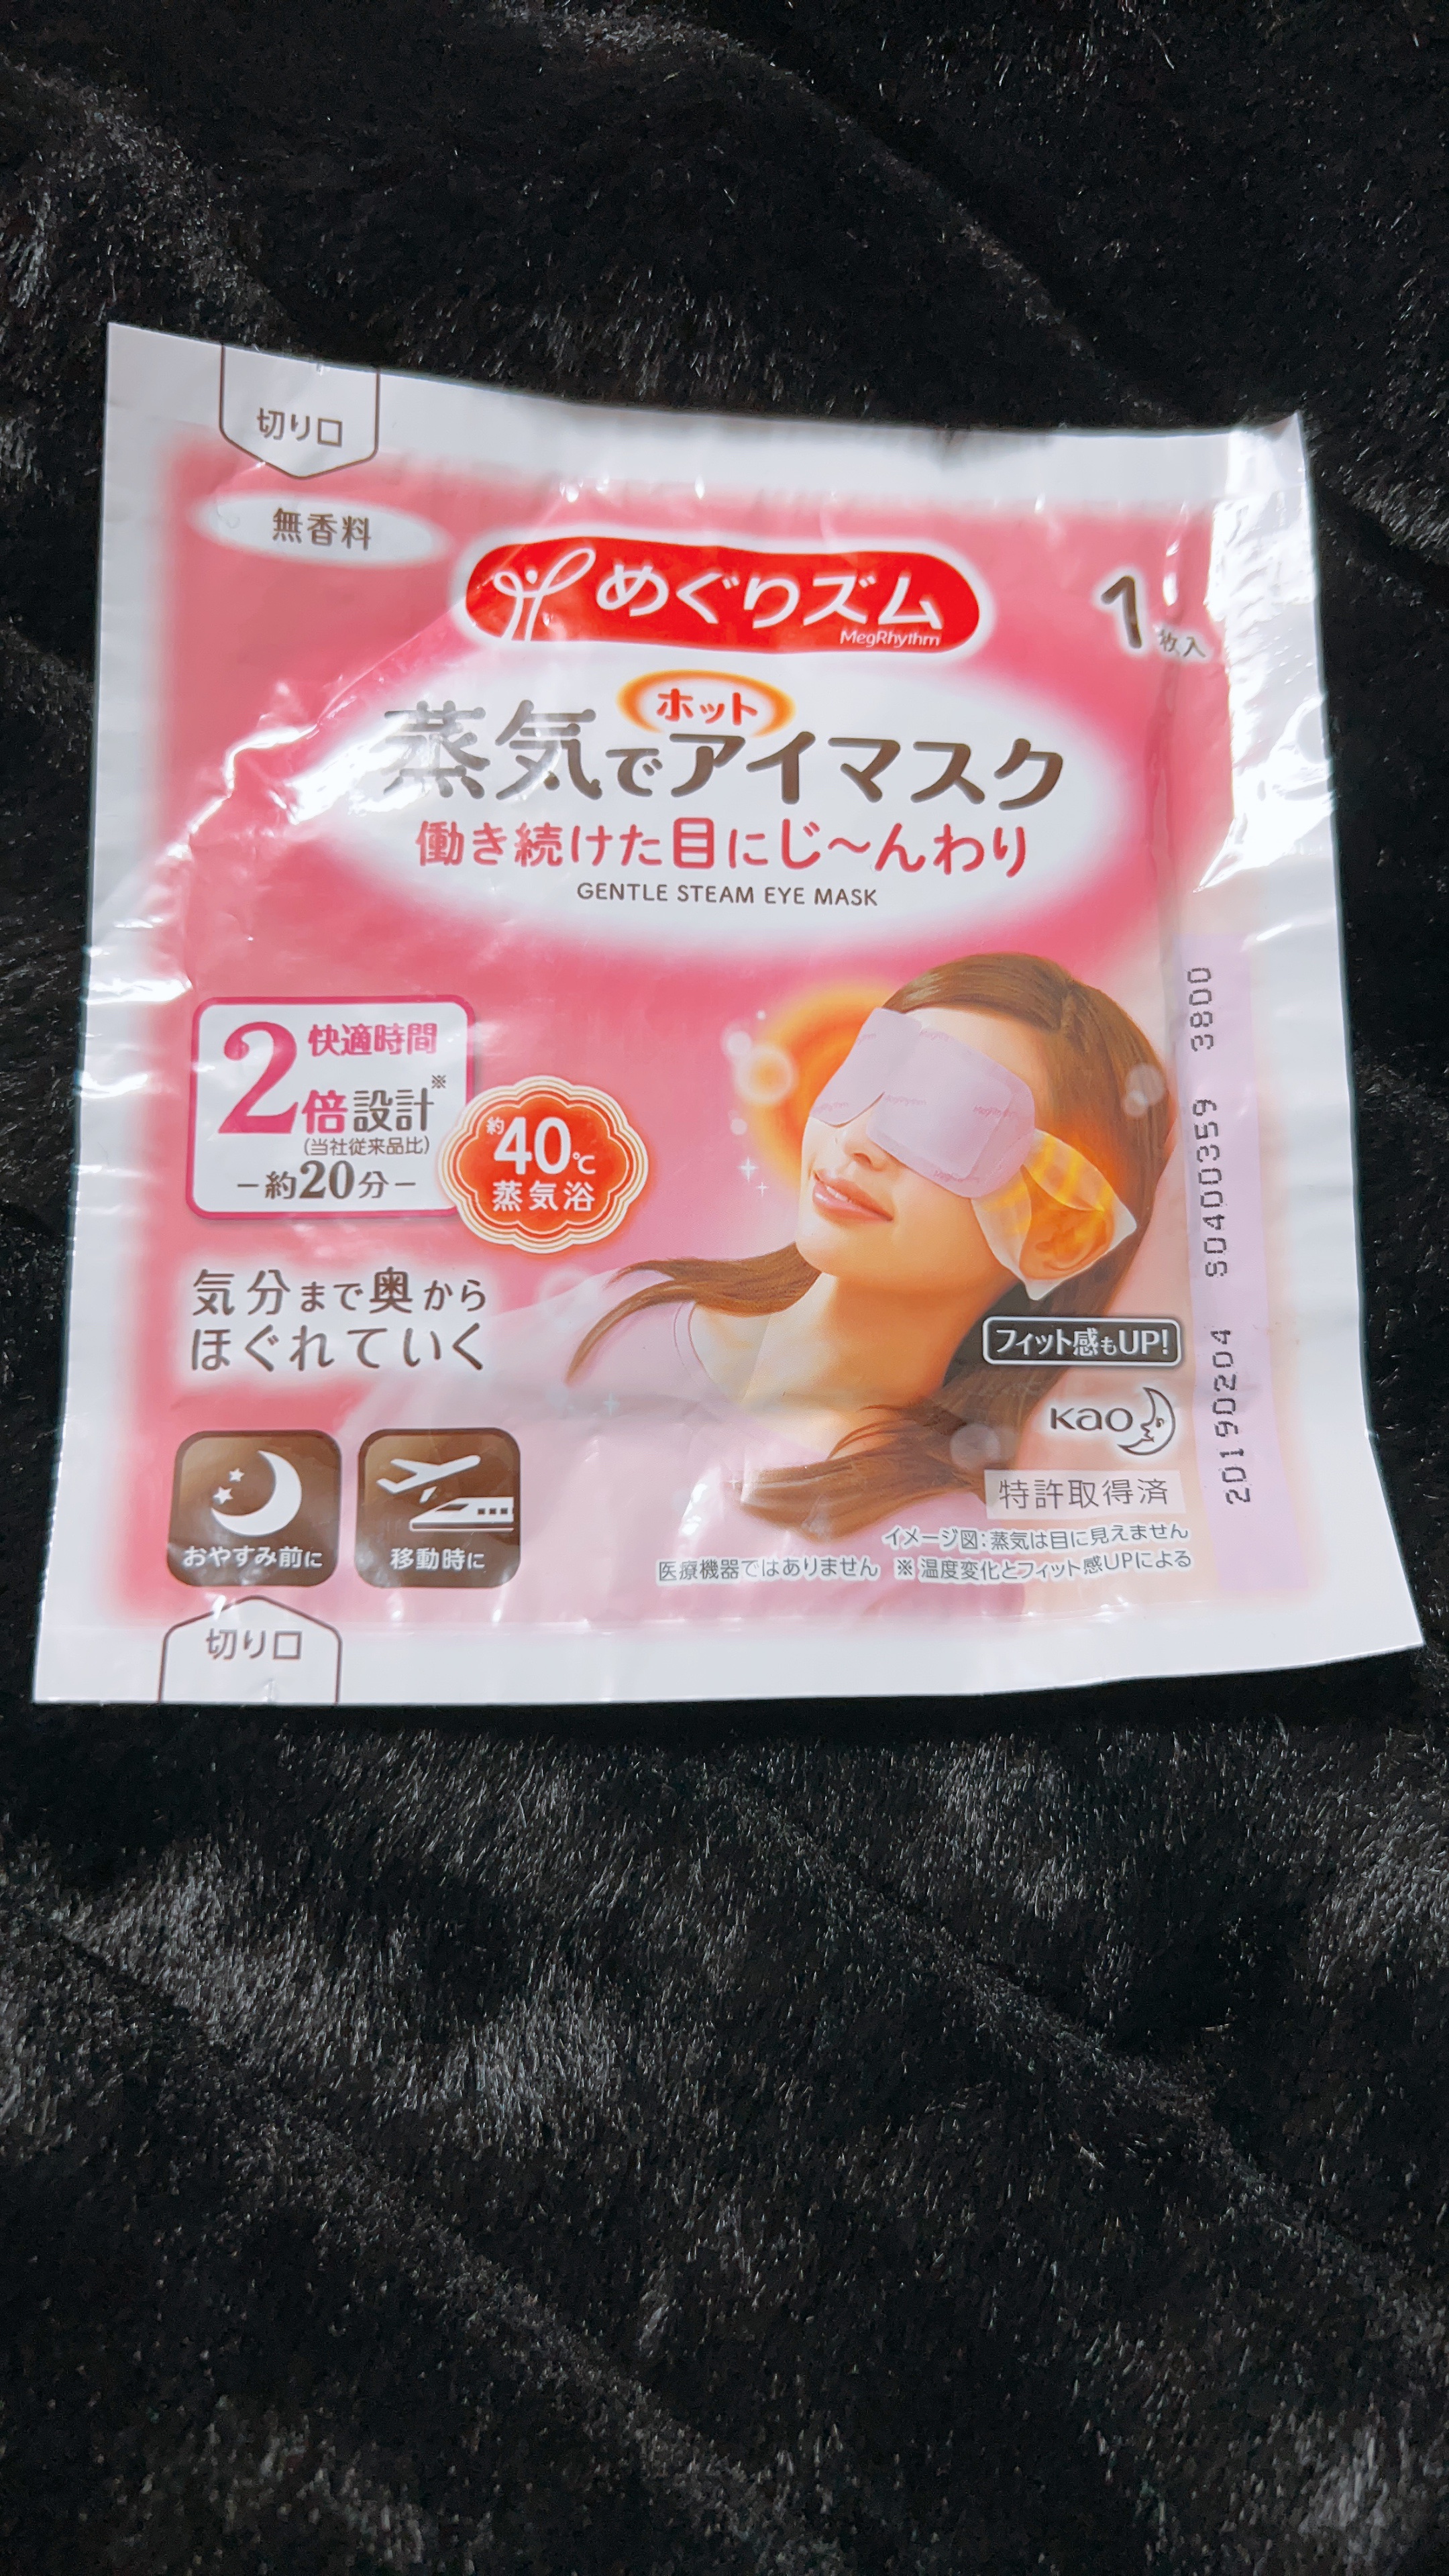 切り口
無香料
めぐりズム
MegRhythm
1枚入
ホット
蒸気でアイマスク
働き続けた目にじ〜んわり
GENTLE STEAM EYE MASK
快適時間
2倍設計※
(当社従来品比)
－約20分－
約40℃
蒸気浴
気分まで奥から
ほぐれていく
おやすみ前に
移動時に
MegRhythm
フィット感もUP!
Kao
特許取得済
イメージ図:蒸気は目に見えません
医療機器ではありません ※温度変化とフィット感UPによる
20190204 S0400359 3800
切り口